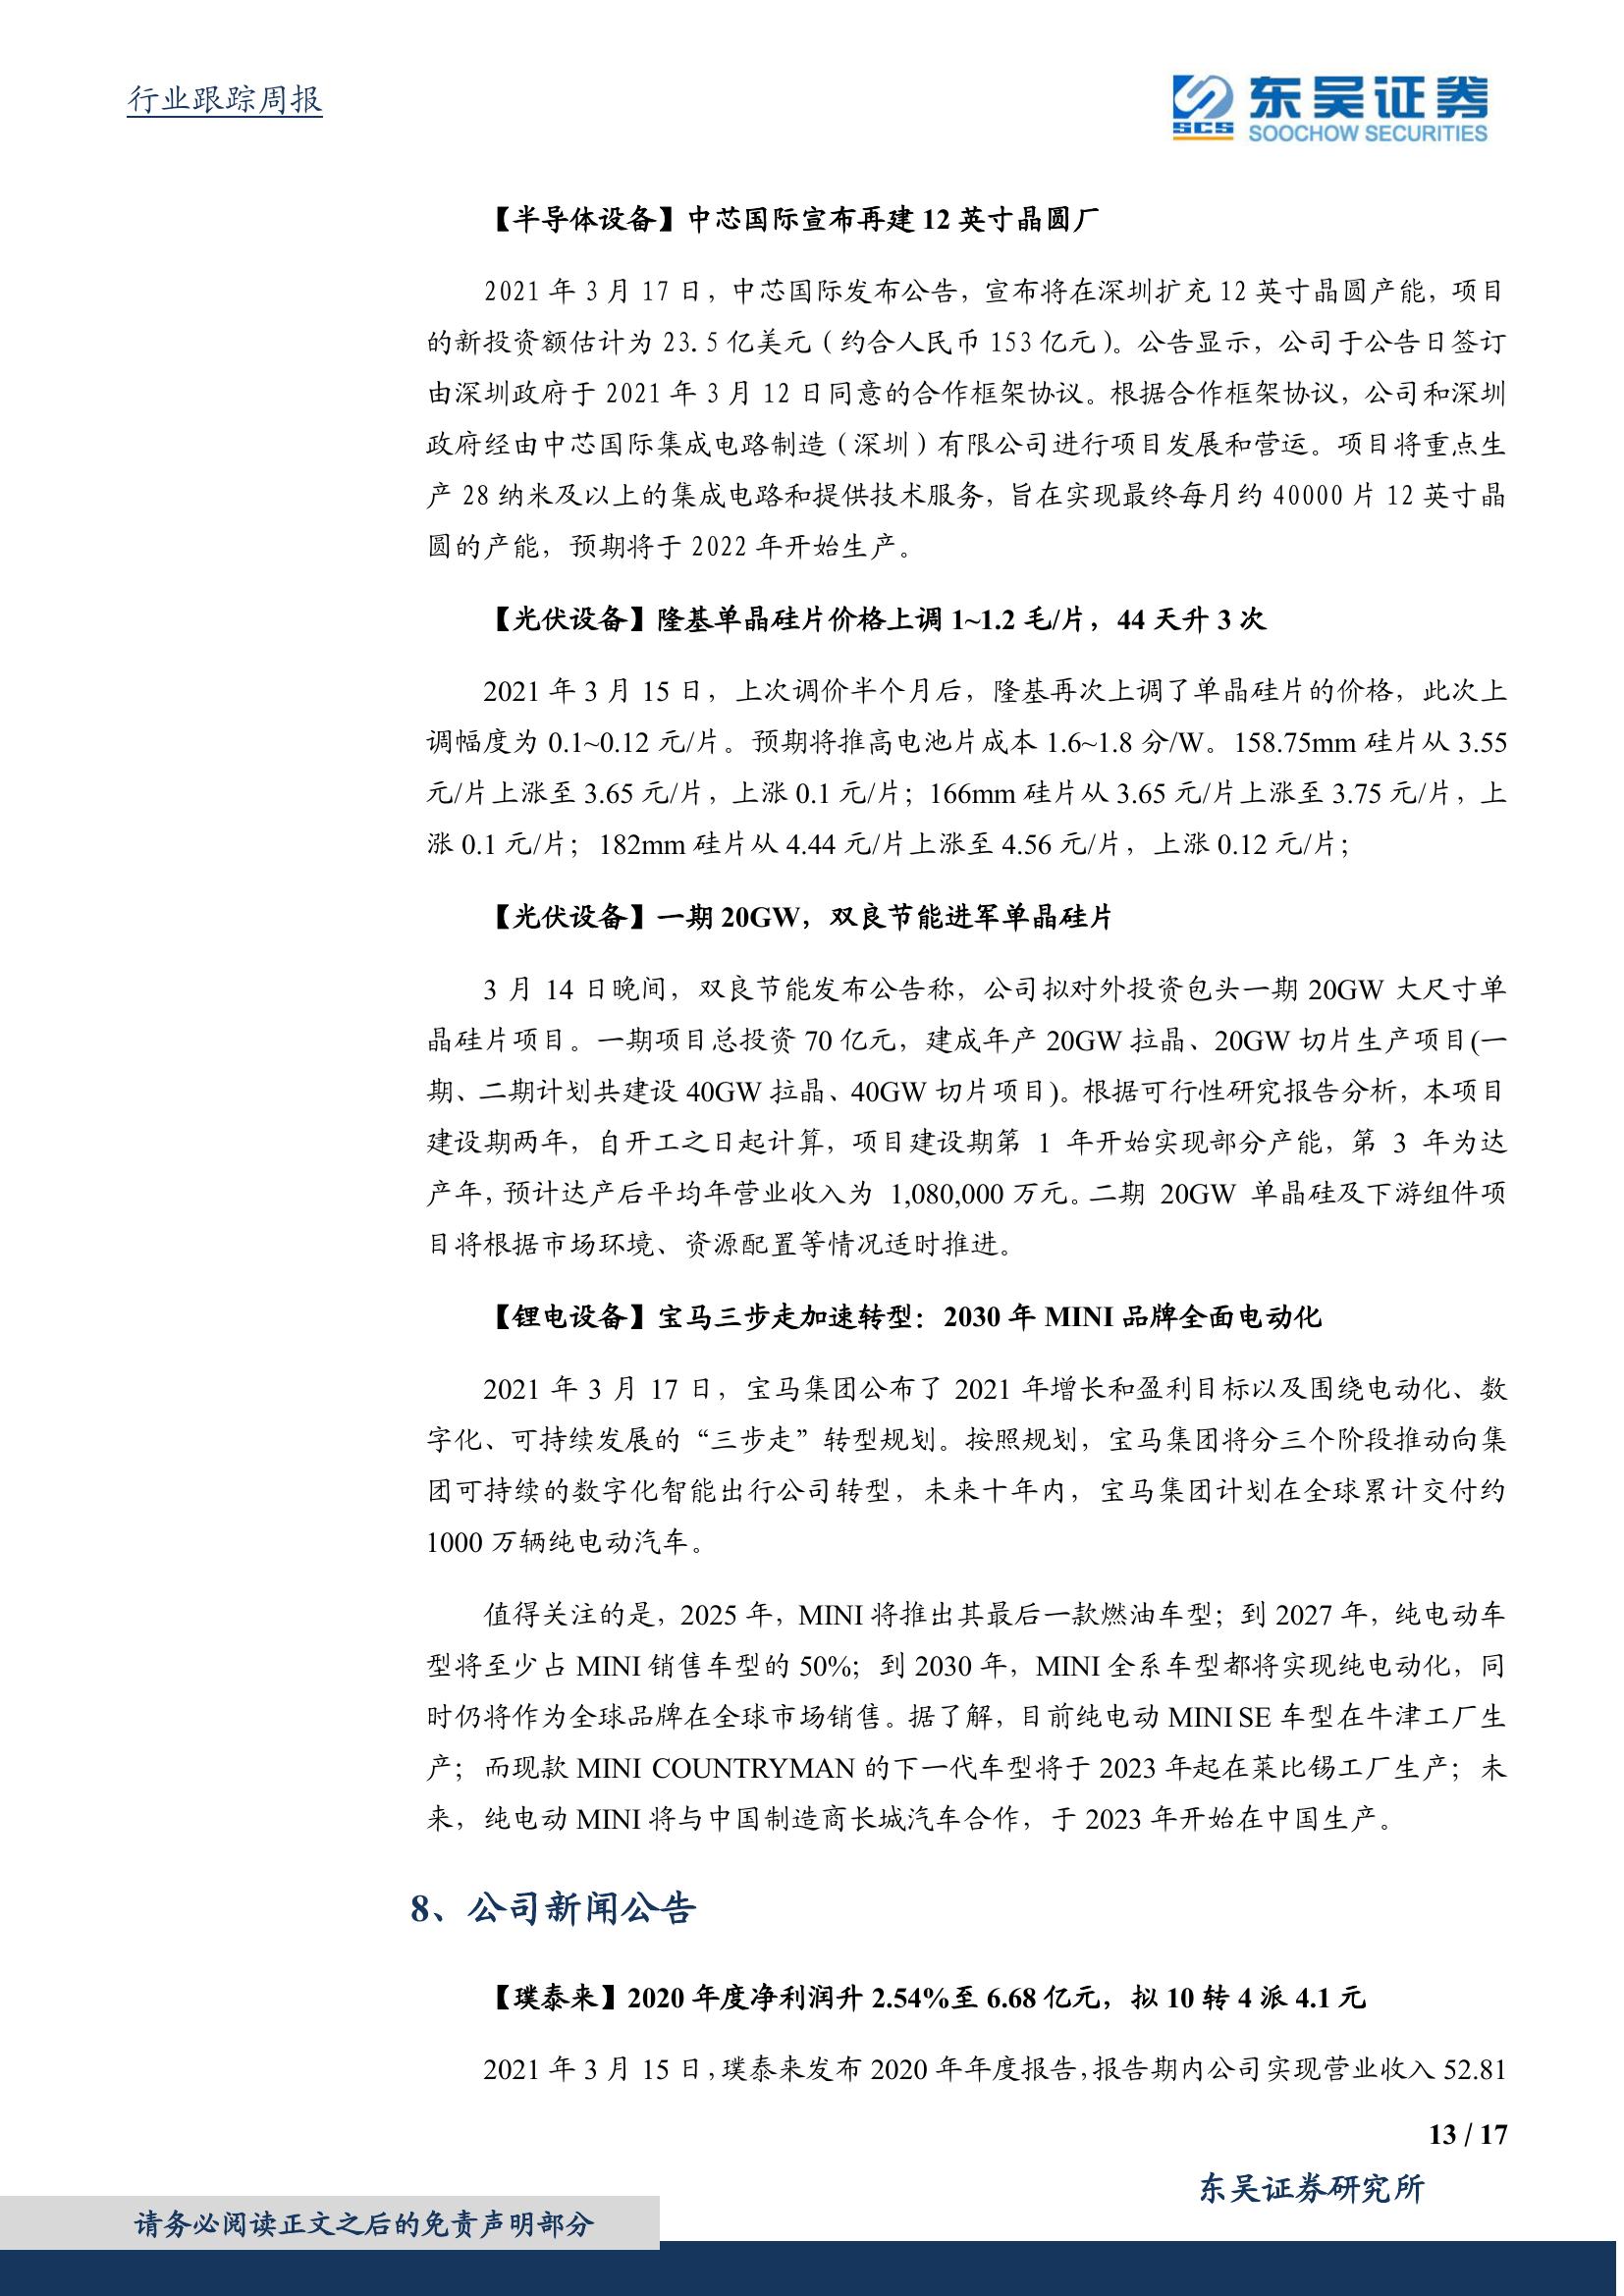 行业跟踪周报
SCS 东吴证券
SOOCHOW SECURITIES
【半导体设备】中芯国际宣布再建 12 英寸晶圆厂
2021 年 3 月 17 日，中芯国际发布公告，宣布将在深圳扩充 12 英寸晶圆产能，项目
的新投资额估计为 23.5 亿美元（约合人民币 153 亿元）。公告显示，公司于公告日签订
由深圳政府于 2021 年 3 月 12 日同意的合作框架协议。根据合作框架协议，公司和深圳
政府经由中芯国际集成电路制造（深圳）有限公司进行项目发展和营运。项目将重点生
产 28 纳米及以上的集成电路和提供技术服务，旨在实现最终每月约 40000 片 12 英寸晶
圆的产能，预期将于 2022 年开始生产。
【光伏设备】隆基单晶硅片价格上调 1~1.2 毛/片，44 天升 3 次
2021 年 3 月 15 日，上次调价半个月后，隆基再次上调了单晶硅片的价格，此次上
调幅度为 0.1~0.12 元/片。预期将推高电池片成本 1.6~1.8 分/W。158.75mm 硅片从 3.55
元/片上涨至 3.65 元/片，上涨 0.1 元/片；166mm 硅片从 3.65 元/片上涨至 3.75 元/片，上
涨 0.1 元/片；182mm 硅片从 4.44 元/片上涨至 4.56 元/片，上涨 0.12 元/片；
【光伏设备】一期 20GW，双良节能进军单晶硅片
3 月 14 日晚间，双良节能发布公告称，公司拟对外投资包头一期 20GW 大尺寸单
晶硅片项目。一期项目总投资 70 亿元，建成年产 20GW 拉晶、20GW 切片生产项目(一
期、二期计划共建设 40GW 拉晶、40GW 切片项目)。根据可行性研究报告分析，本项目
建设期两年，自开工之日起计算，项目建设期第 1 年开始实现部分产能，第 3 年为达
产年，预计达产后平均年营业收入为 1,080,000 万元。二期 20GW 单晶硅及下游组件项
目将根据市场环境、资源配置等情况适时推进。
【锂电设备】宝马三步走加速转型：2030 年 MINI 品牌全面电动化
2021 年 3 月 17 日，宝马集团公布了 2021 年增长和盈利目标以及围绕电动化、数
字化、可持续发展的“三步走”转型规划。按照规划，宝马集团将分三个阶段推动向集
团可持续的数字化智能出行公司转型，未来十年内，宝马集团计划在全球累计交付约
1000 万辆纯电动汽车。
值得关注的是，2025 年，MINI 将推出其最后一款燃油车型；到 2027 年，纯电动车
型将至少占 MINI 销售车型的 50%；到 2030 年，MINI 全系车型都将实现纯电动化，同
时仍将作为全球品牌在全球市场销售。据了解，目前纯电动 MINI SE 车型在牛津工厂生
产；而现款 MINI COUNTRYMAN 的下一代车型将于 2023 年起在莱比锡工厂生产；未
来，纯电动 MINI 将与中国制造商长城汽车合作，于 2023 年开始在中国生产。
8、公司新闻公告
【璞泰来】2020 年度净利润升 2.54%至 6.68 亿元，拟 10 转 4 派 4.1 元
2021 年 3 月 15 日，璞泰来发布 2020 年年度报告，报告期内公司实现营业收入 52.81
13 / 17
东吴证券研究所
请务必阅读正文之后的免责声明部分